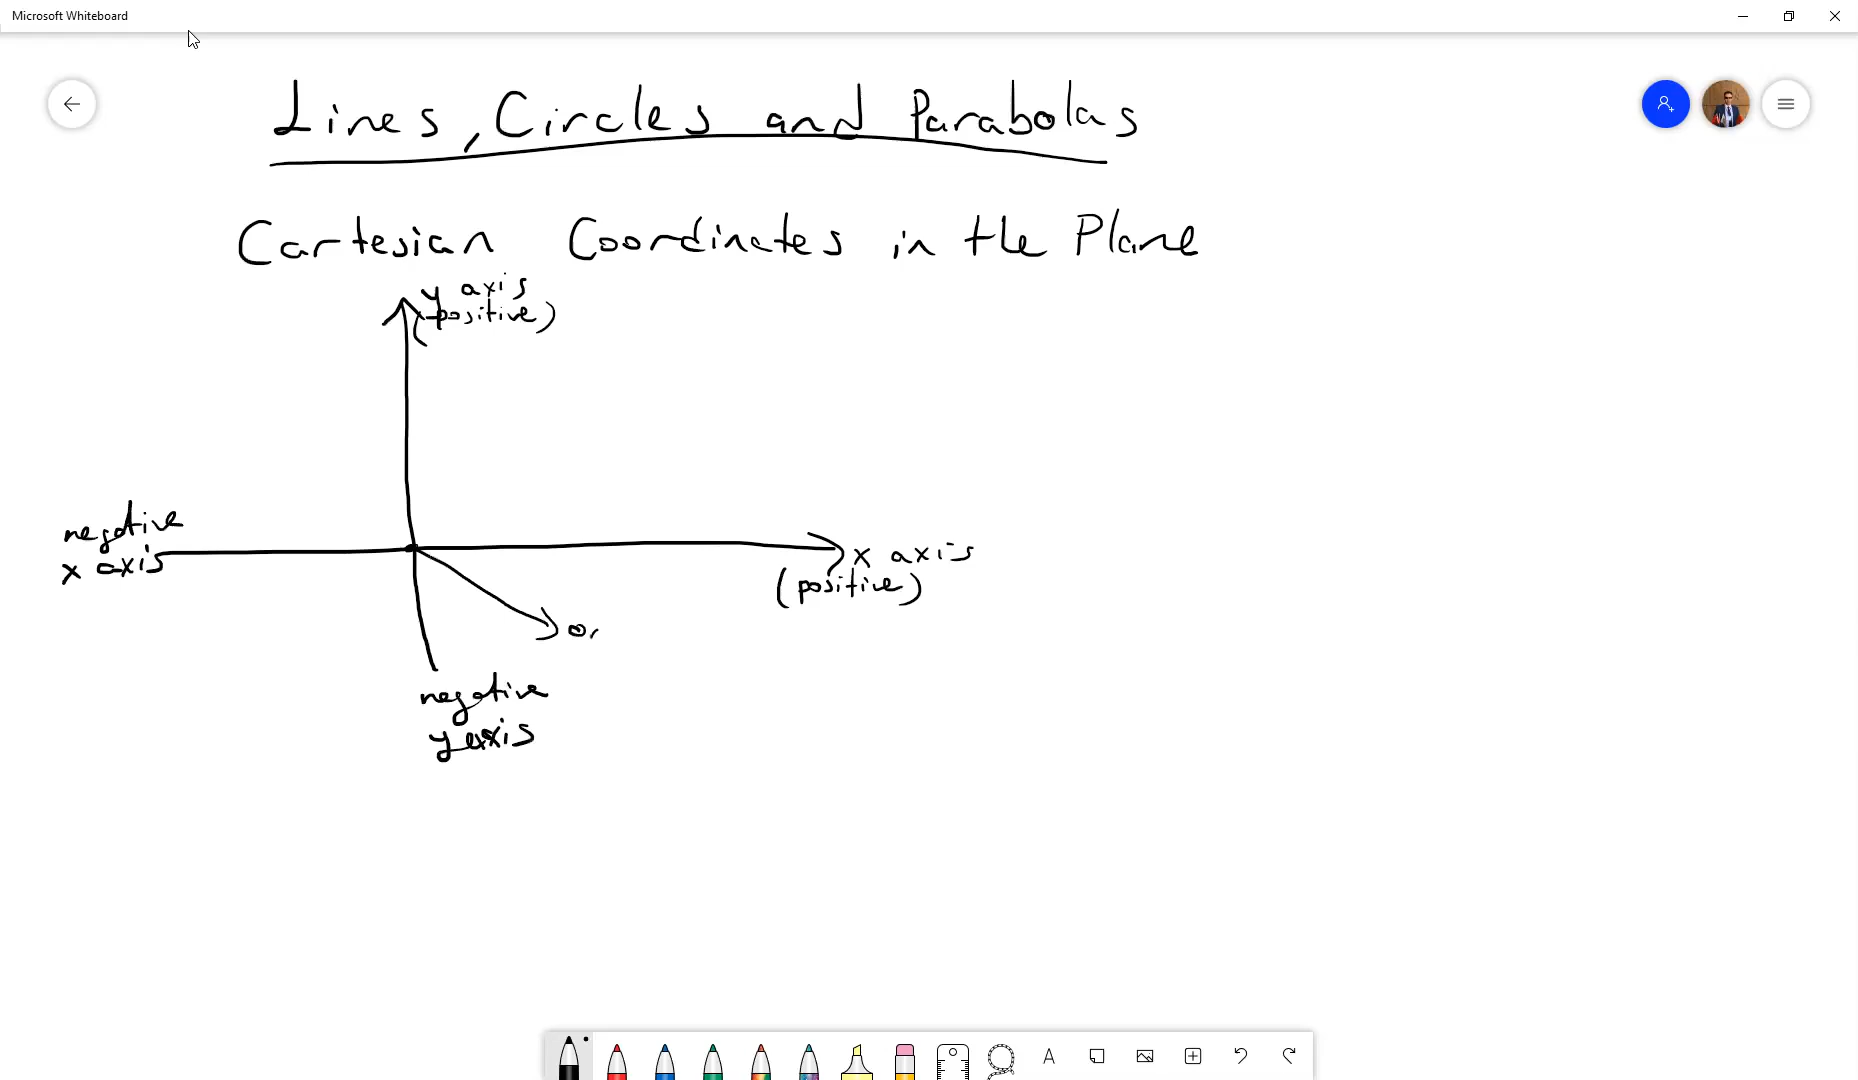 Microsoft Whiteboard
Lines, Circles and Parabolas
Cartesian Coordinates in the Plane
y axis
(positive)
negative
x axis
x axis
(positive)
or
negative
y axis
A